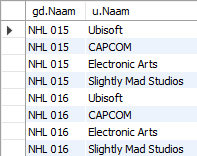 gd.Naam u.Naam
NHL 015 Ubisoft
NHL 015 CAPCOM
NHL 015 Electronic Arts
NHL 015 Slightly Mad Studios
NHL 016 Ubisoft
NHL 016 CAPCOM
NHL 016 Electronic Arts
NHL 016 Slightly Mad Studios